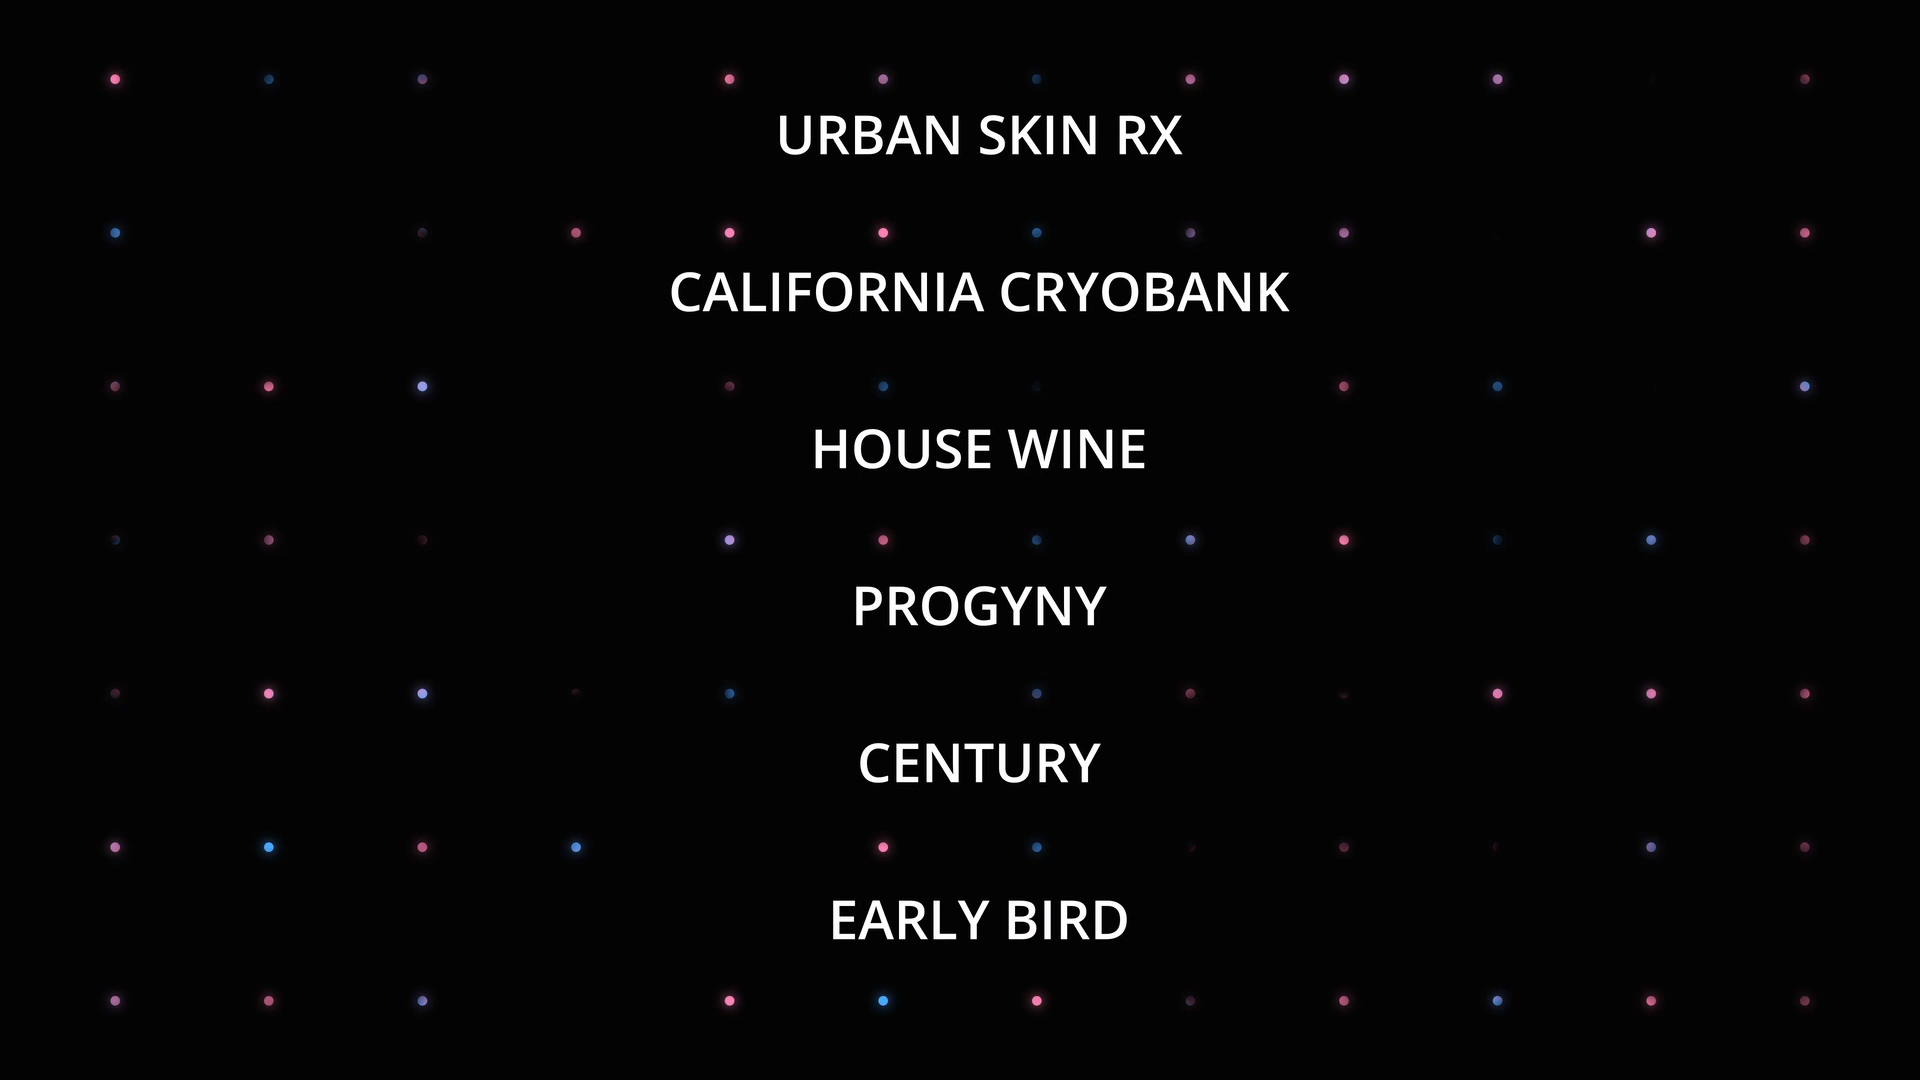 URBAN SKIN RX
CALIFORNIA CRYOBANK
HOUSE WINE
PROGYNY
CENTURY
EARLY BIRD